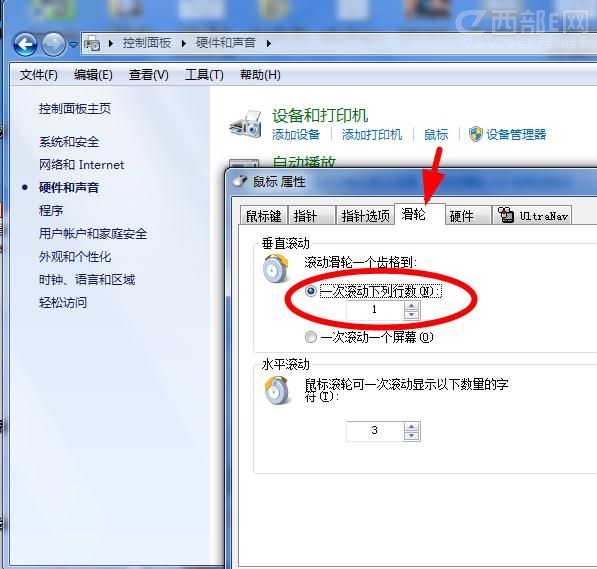 西部E网
VESTE.NET
控制面板 ▸ 硬件和声音 ▸
文件(F) 编辑(E) 查看(V) 工具(T) 帮助(H)
控制面板主页
系统和安全
网络和 Internet
硬件和声音
程序
用户帐户和家庭安全
外观和个性化
时钟、语言和区域
轻松访问
设备和打印机
添加设备 添加打印机 鼠标 设备管理器
自动播放
鼠标 属性
鼠标键 指针 指针选项 滑轮 硬件 UltraNav
垂直滚动
滚动滑轮一个齿格到:
一次滚动下列行数(N):
1
一次滚动一个屏幕(O)
水平滚动
鼠标滚轮可一次滚动显示以下数量的字
符(T):
3